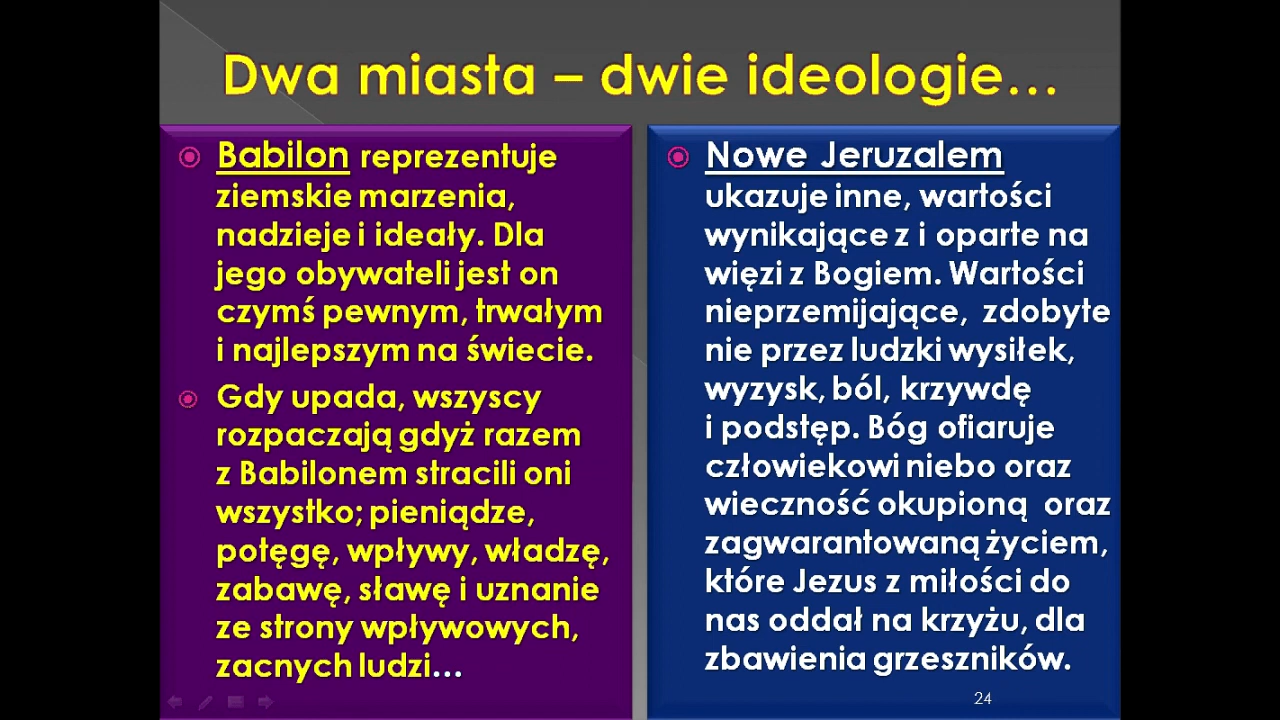 Dwa miasta – dwie ideologie…
Babilon reprezentuje
ziemskie marzenia,
nadzieje i ideały. Dla
jego obywateli jest on
czymś pewnym, trwałym
i najlepszym na świecie.
Gdy upada, wszyscy
rozpaczają gdyż razem
z Babilonem stracili oni
wszystko; pieniądze,
potęgę, wpływy, władzę,
zabawę, sławę i uznanie
ze strony wpływowych,
zacnych ludzi…
Nowe Jeruzalem
ukazuje inne, wartości
wynikające z i oparte na
więzi z Bogiem. Wartości
nieprzemijające, zdobyte
nie przez ludzki wysiłek,
wyzysk, ból, krzywdę
i podstęp. Bóg ofiaruje
człowiekowi niebo oraz
wieczność okupioną oraz
zagwarantowaną życiem,
które Jezus z miłości do
nas oddał na krzyżu, dla
zbawienia grzeszników.
24